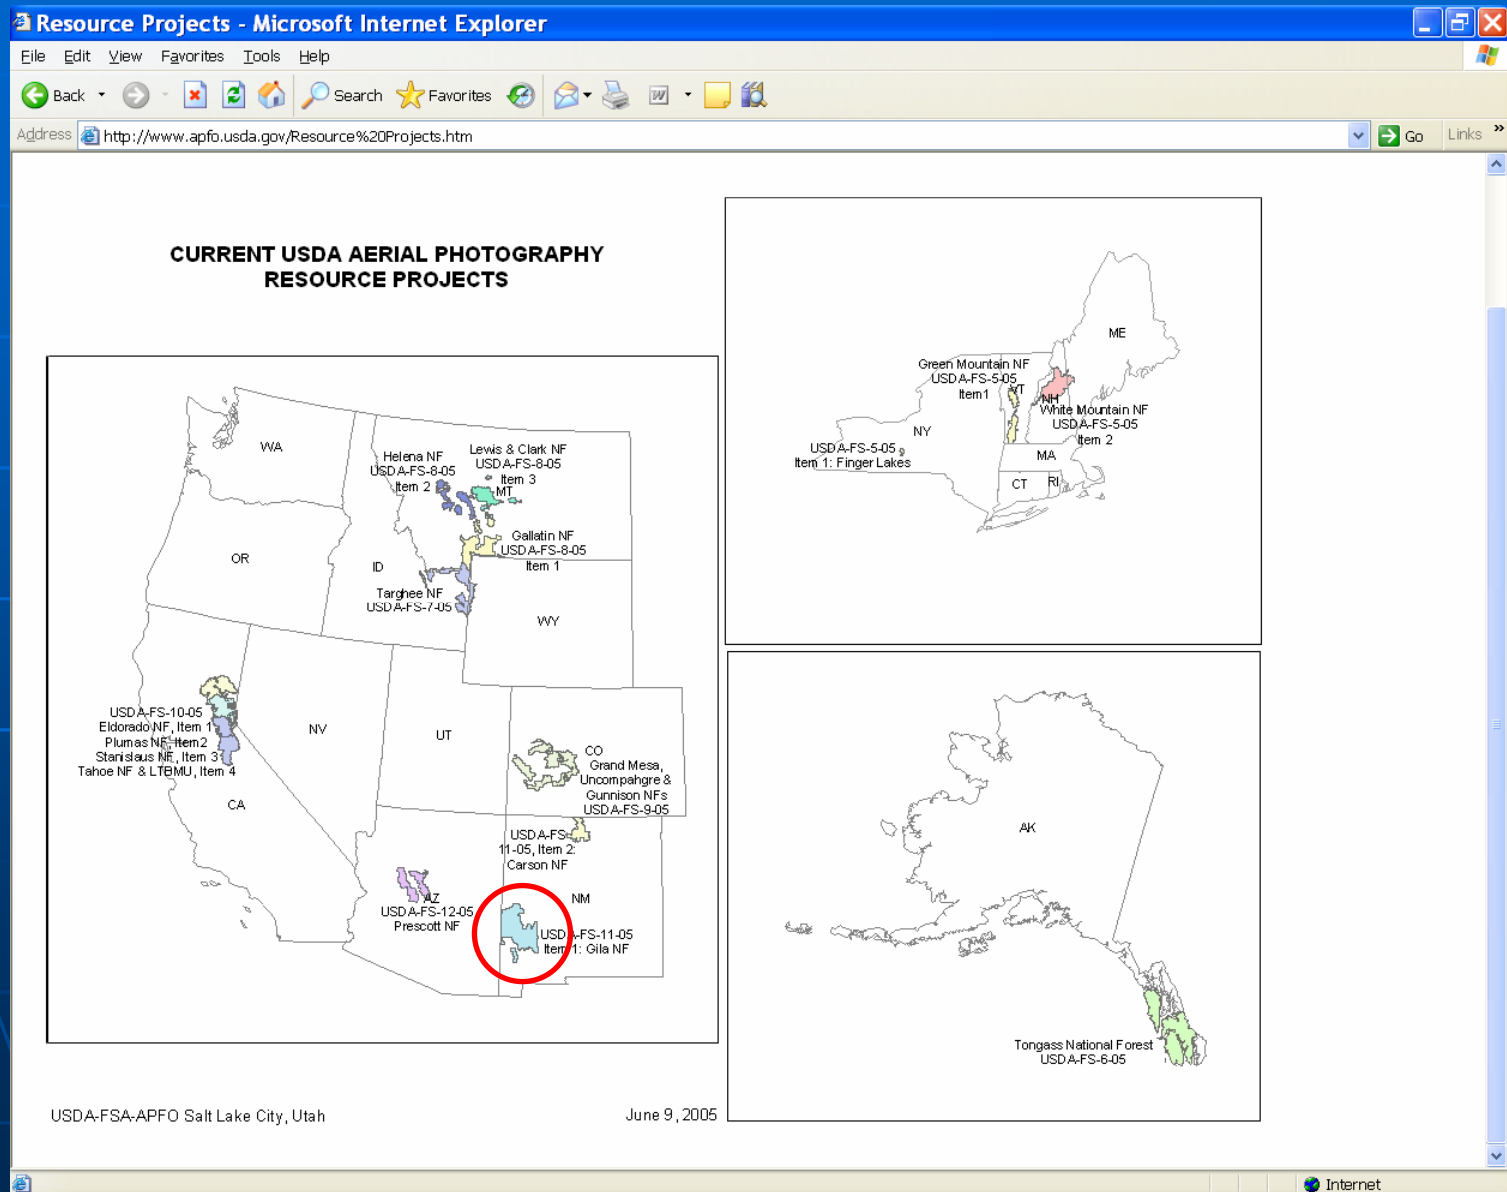 Resource Projects - Microsoft Internet Explorer
File Edit View Favorites Tools Help
Back Search Favorites
Address http://www.apfo.usda.gov/Resource%20Projects.htm Go Links »
CURRENT USDA AERIAL PHOTOGRAPHY
RESOURCE PROJECTS
WA
Helena NF
USDA-FS-8-05
Item 2
Lewis & Clark NF
USDA-FS-8-05
Item 3
MT
Gallatin NF
USDA-FS-8-05
Item 1
OR
ID
Targhee NF
USDA-FS-7-05
WY
USDA-FS-10-05
Eldorado NF, Item 1
Plumas NF, Item2
Stanislaus NF, Item 3
Tahoe NF & LTBMU, Item 4
NV
UT
CO
Grand Mesa,
Uncompahgre &
Gunnison NFs
USDA-FS-9-05
CA
USDA-FS
11-05, Item 2:
Carson NF
AZ
USDA-FS-12-05
Prescott NF
NM
USDA-FS-11-05
Item 1: Gila NF
USDA-FSA-APFO Salt Lake City, Utah
June 9, 2005
ME
Green Mountain NF
USDA-FS-5-05
Item1
VT
NH
White Mountain NF
USDA-FS-5-05
Item 2
NY
USDA-FS-5-05
Item 1: Finger Lakes
MA
CT
RI
AK
Tongass National Forest
USDA-FS-6-05
Internet